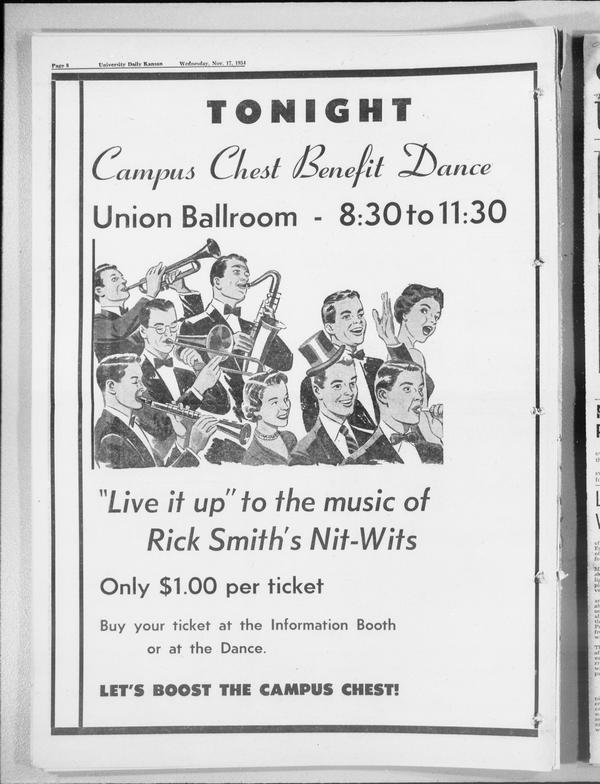 Page 8 University Daily Kansan Wednesday, Nov. 17, 1954
TONIGHT
Campus Chest Benefit Dance
Union Ballroom - 8:30 to 11:30
"Live it up" to the music of
Rick Smith's Nit-Wits
Only $1.00 per ticket
Buy your ticket at the Information Booth
or at the Dance.
LET'S BOOST THE CAMPUS CHEST!